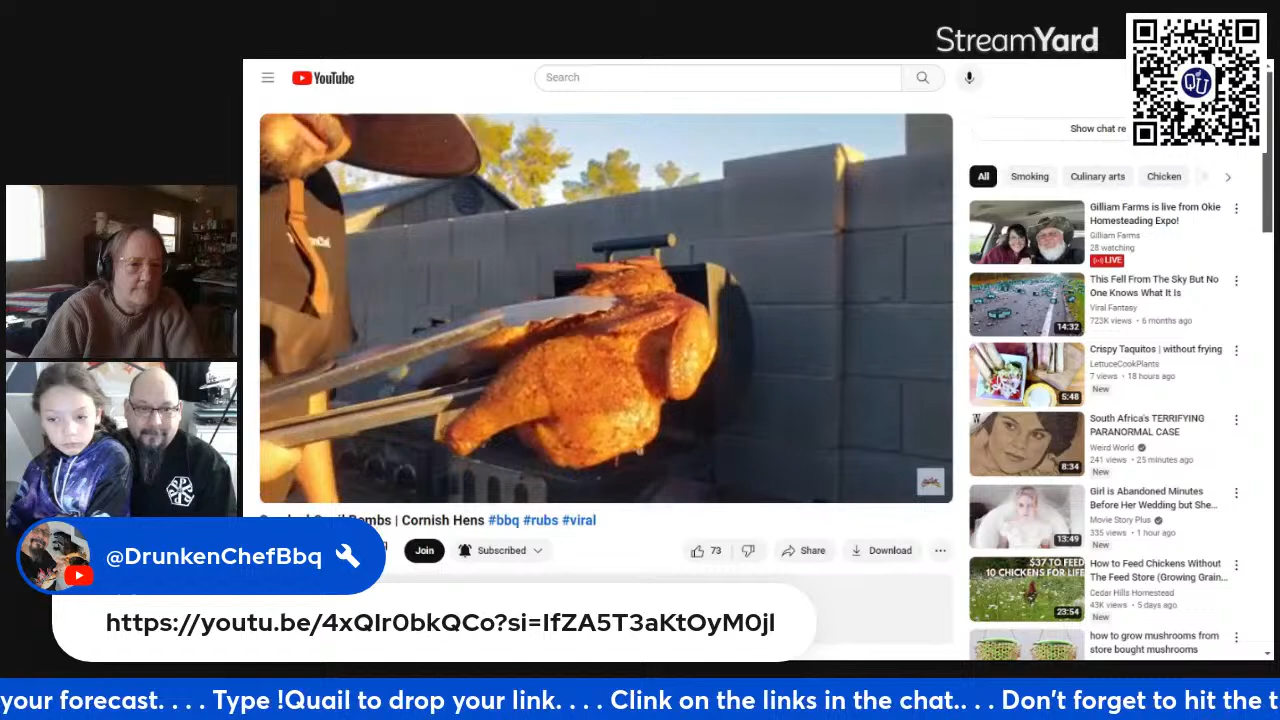 StreamYard
QU
YouTube
Search
Show chat re
All
Smoking
Culinary arts
Chicken
Gilliam Farms is live from Okie
Homesteading Expo!
Gilliam Farms
28 watching
LIVE
This Fell From The Sky But No
One Knows What It Is
Viral Fantasy
723K views • 6 months ago
14:32
Crispy Taquitos | without frying
LettuceCookPlants
7 views • 18 hours ago
New
5:48
South Africa's TERRIFYING
PARANORMAL CASE
Weird World
241 views • 25 minutes ago
New
8:34
Girl is Abandoned Minutes
Before Her Wedding but She...
Movie Story Plus
335 views • 1 hour ago
New
13:49
$37 TO FEED
10 CHICKENS FOR LIFE
How to Feed Chickens Without
The Feed Store (Growing Grain...
Cedar Hills Homestead
43K views • 5 days ago
New
23:54
how to grow mushrooms from
store bought mushrooms
Bombs | Cornish Hens #bbq #rubs #viral
Join
Subscribed
73
Share
Download
@DrunkenChefBbq
https://youtu.be/4xQIr0bkQCo?si=IfZA5T3aKtOyM0jI
your forecast. . . . Type !Quail to drop your link. . . . Clink on the links in the chat.. . . Don't forget to hit the t